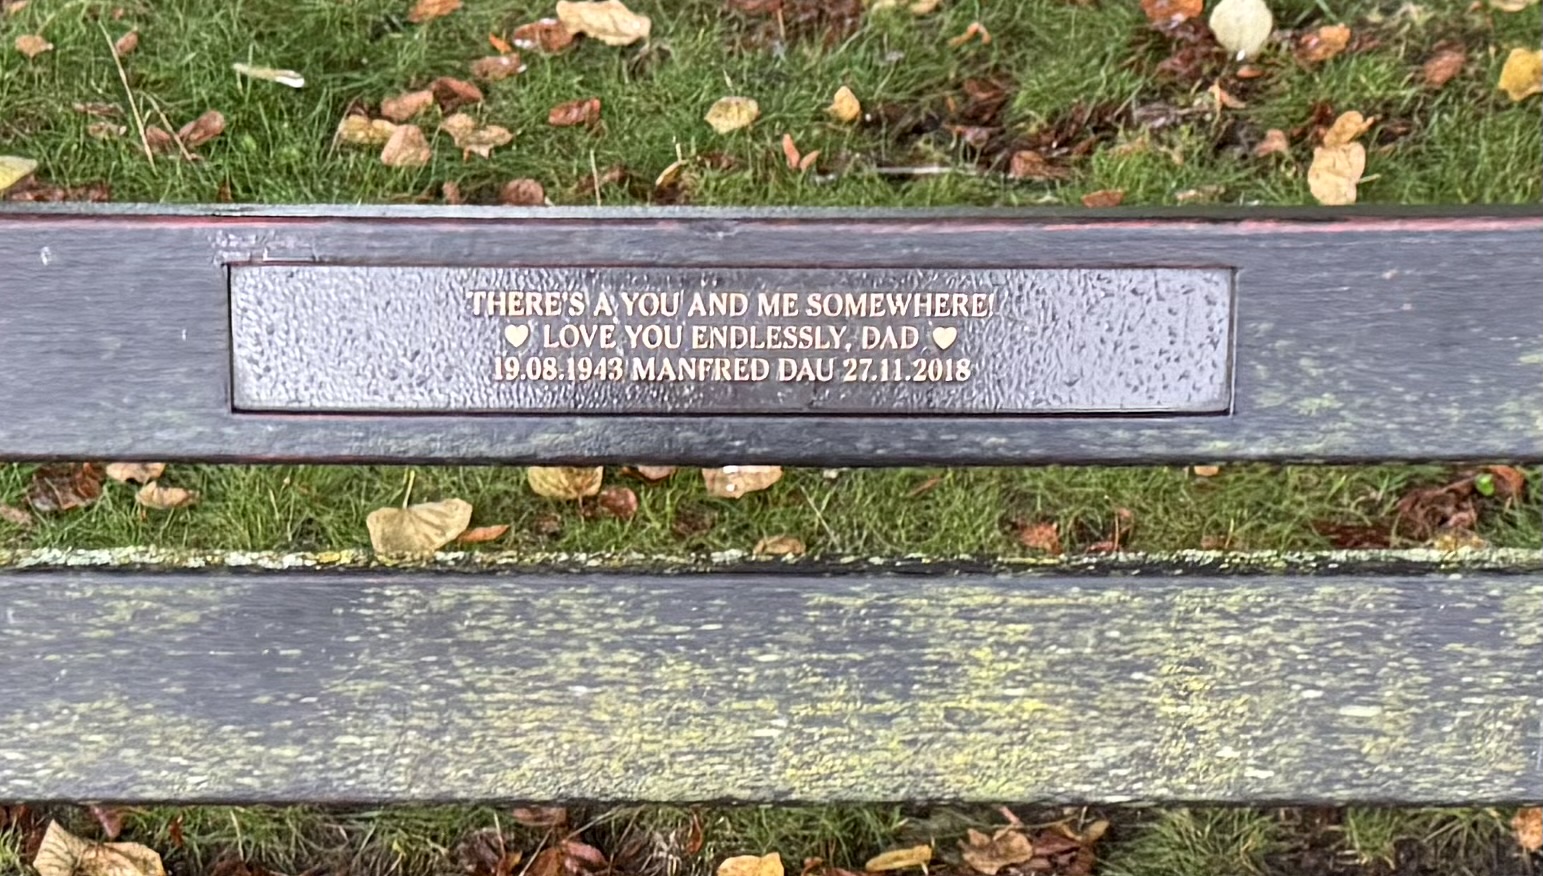 THERE'S A YOU AND ME SOMEWHERE!
♥ LOVE YOU ENDLESSLY, DAD ♥
19.08.1943 MANFRED DAU 27.11.2018